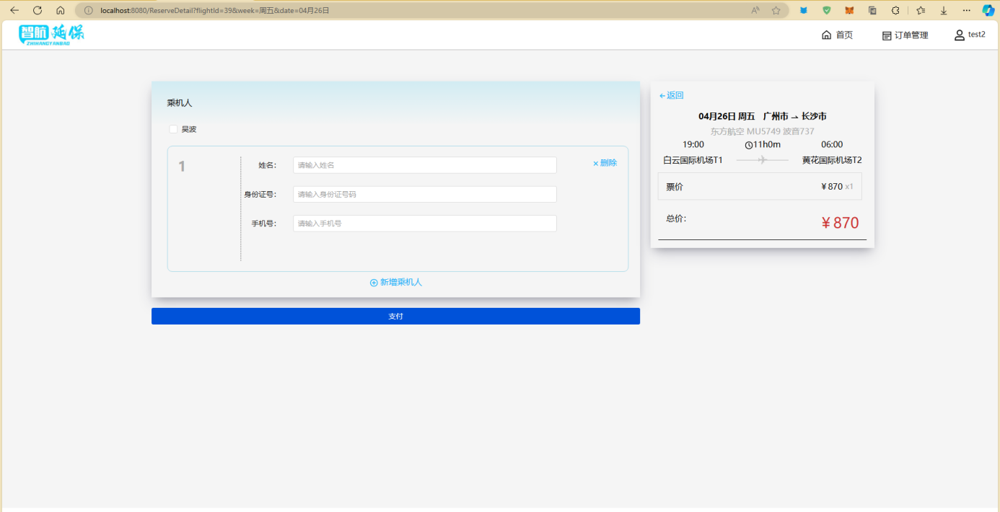 localhost:8080/ReserveDetail?flightId=39&week=周五&date=04月26日
智航延保
ZHIHANGYANBAO
首页
订单管理
test2
乘机人
吴波
1
姓名：
请输入姓名
×删除
身份证号：
请输入身份证号码
手机号：
请输入手机号
新增乘机人
支付
←返回
04月26日 周五 广州市 ⇀ 长沙市
东方航空 MU5749 波音737
19:00 11h0m 06:00
白云国际机场T1 黄花国际机场T2
票价 ¥870 x1
总价： ¥870